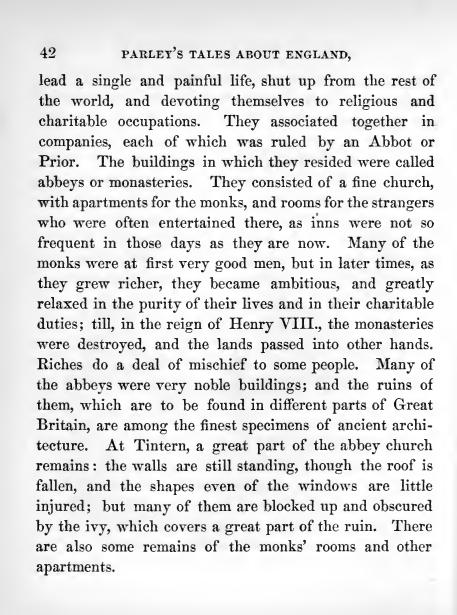 42 PARLEY'S TALES ABOUT ENGLAND,
lead a single and painful life, shut up from the rest of
the world, and devoting themselves to religious and
charitable occupations. They associated together in
companies, each of which was ruled by an Abbot or
Prior. The buildings in which they resided were called
abbeys or monasteries. They consisted of a fine church,
with apartments for the monks, and rooms for the strangers
who were often entertained there, as inns were not so
frequent in those days as they are now. Many of the
monks were at first very good men, but in later times, as
they grew richer, they became ambitious, and greatly
relaxed in the purity of their lives and in their charitable
duties; till, in the reign of Henry VIII., the monasteries
were destroyed, and the lands passed into other hands.
Riches do a deal of mischief to some people. Many of
the abbeys were very noble buildings; and the ruins of
them, which are to be found in different parts of Great
Britain, are among the finest specimens of ancient archi-
tecture. At Tintern, a great part of the abbey church
remains: the walls are still standing, though the roof is
fallen, and the shapes even of the windows are little
injured; but many of them are blocked up and obscured
by the ivy, which covers a great part of the ruin. There
are also some remains of the monks' rooms and other
apartments.